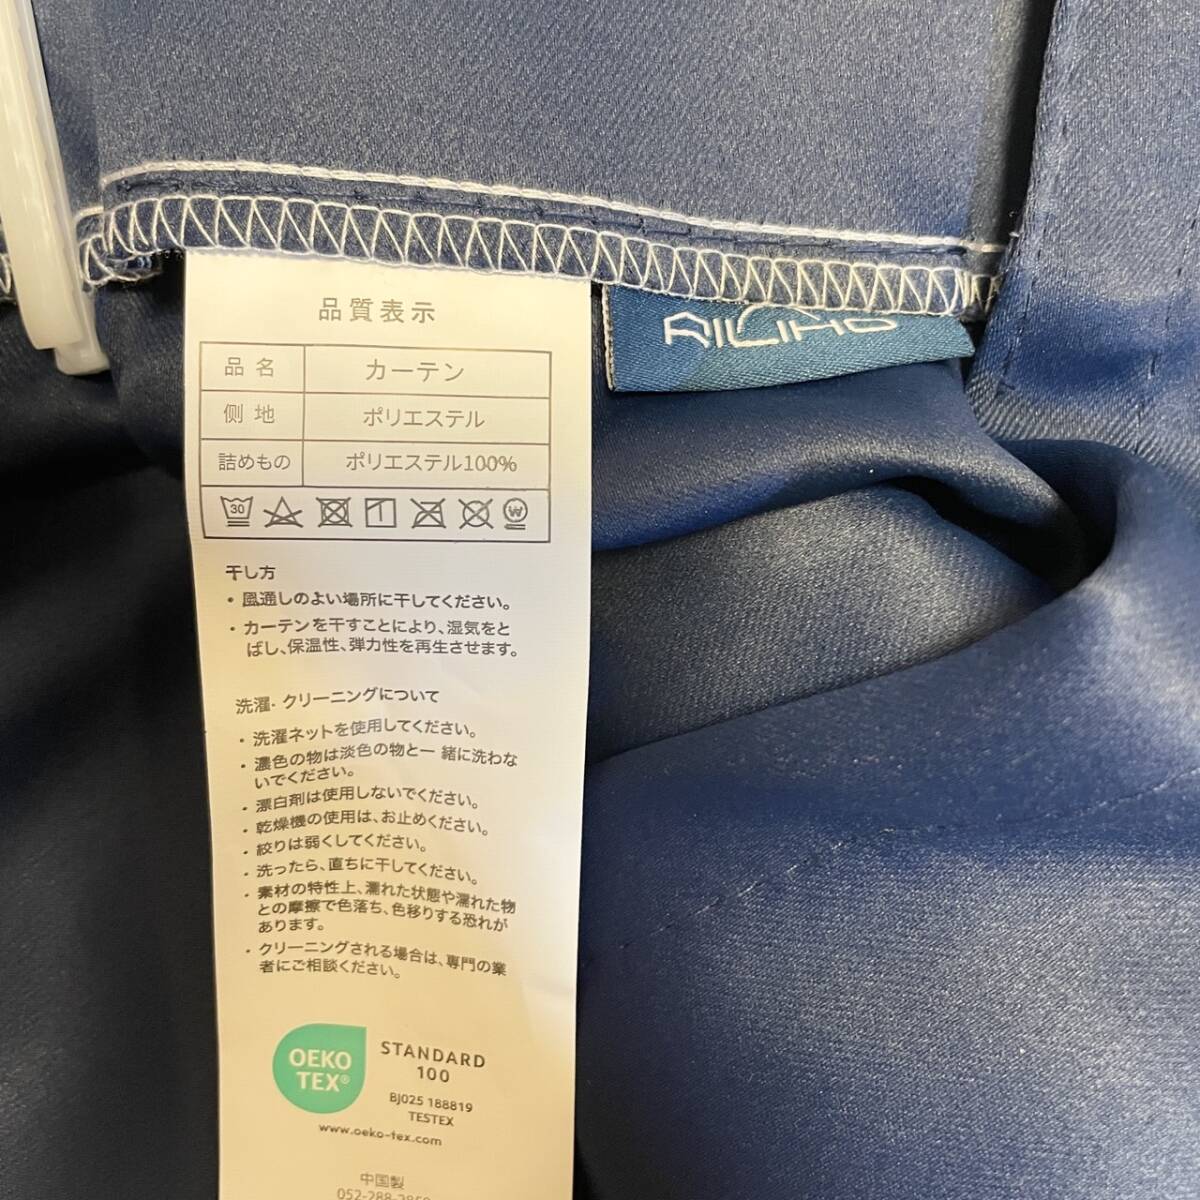 品質表示
RILIHO
品名 カーテン
側地 ポリエステル
詰めもの ポリエステル100%
30 W
干し方
・風通しのよい場所に干してください。
・カーテンを干すことにより、湿気をと
ばし、保温性、弾力性を再生させます。
洗濯．クリーニングについて
・洗濯ネットを使用してください。
・濃色の物は淡色の物と一 緒に洗わな
いでください。
・漂白剤は使用しないでください。
・乾燥機の使用は、お止めください。
・絞りは弱くしてください。
・洗ったら、直ちに干してください。
・素材の特性上、濡れた状態や濡れた物
との摩擦で色落ち、色移りする恐れが
あります。
・クリーニングされる場合は、専門の業
者にご相談ください。
OEKO
TEX®
STANDARD
100
BJ025 188819
TESTEX
www.oeko-tex.com
中国製